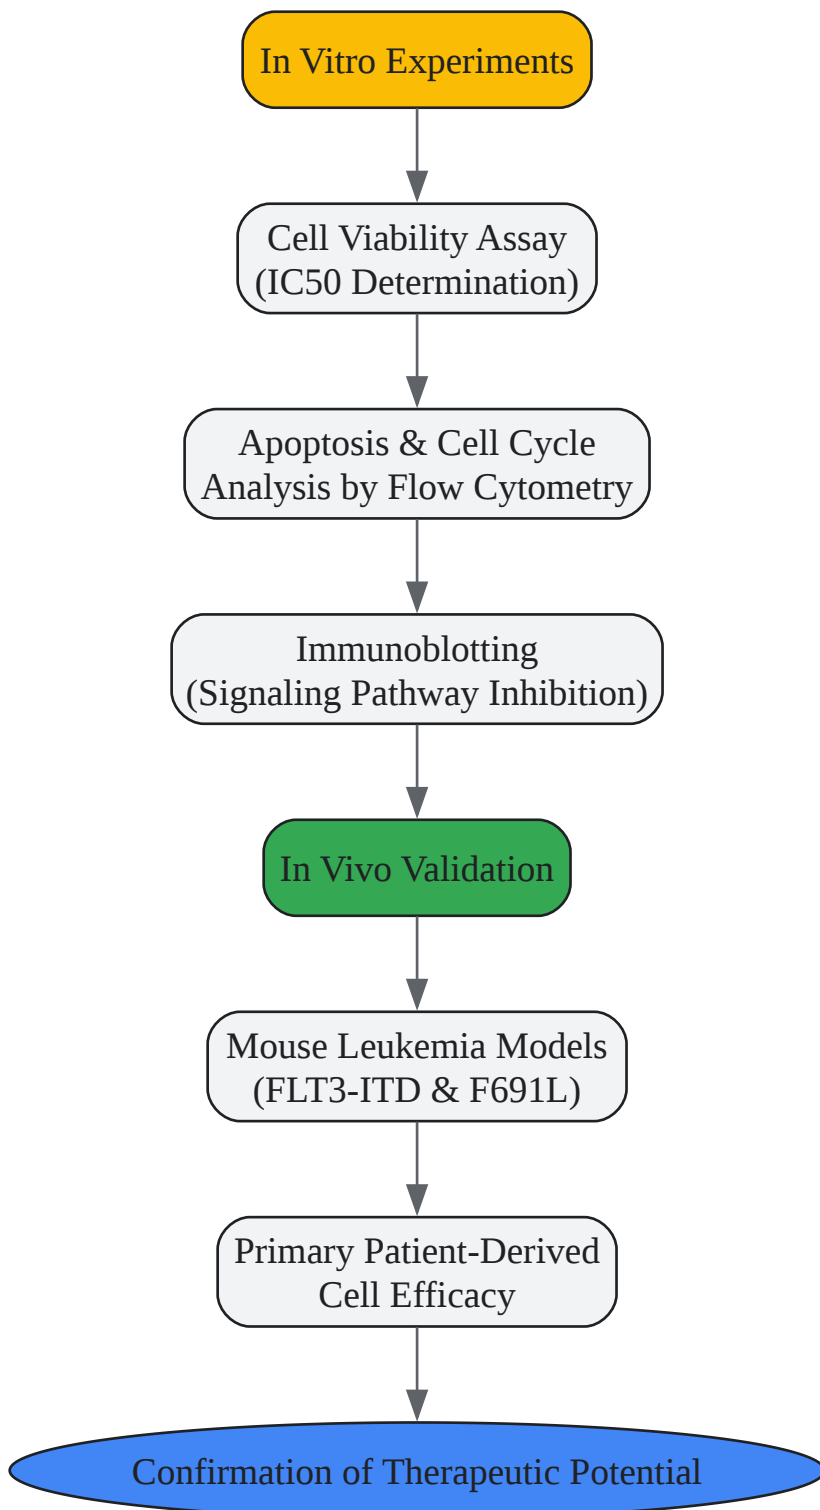 In Vitro Experiments
Cell Viability Assay
(IC50 Determination)
Apoptosis & Cell Cycle
Analysis by Flow Cytometry
Immunoblotting
(Signaling Pathway Inhibition)
In Vivo Validation
Mouse Leukemia Models
(FLT3-ITD & F691L)
Primary Patient-Derived
Cell Efficacy
Confirmation of Therapeutic Potential